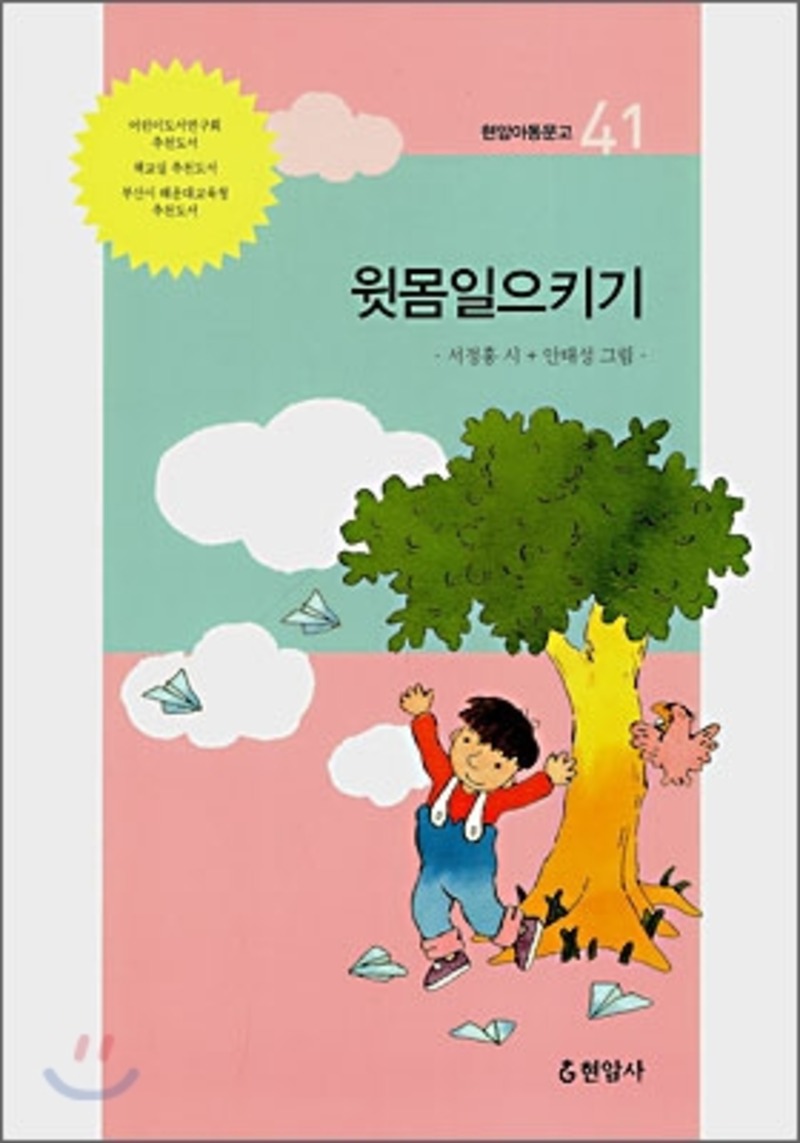 어린이도서연구회
추천도서
책교실 추천도서
부산시 해운대교육청
추천도서
현암아동문고 41
윗몸일으키기
- 서정홍 시 + 안태성 그림 -
현암사